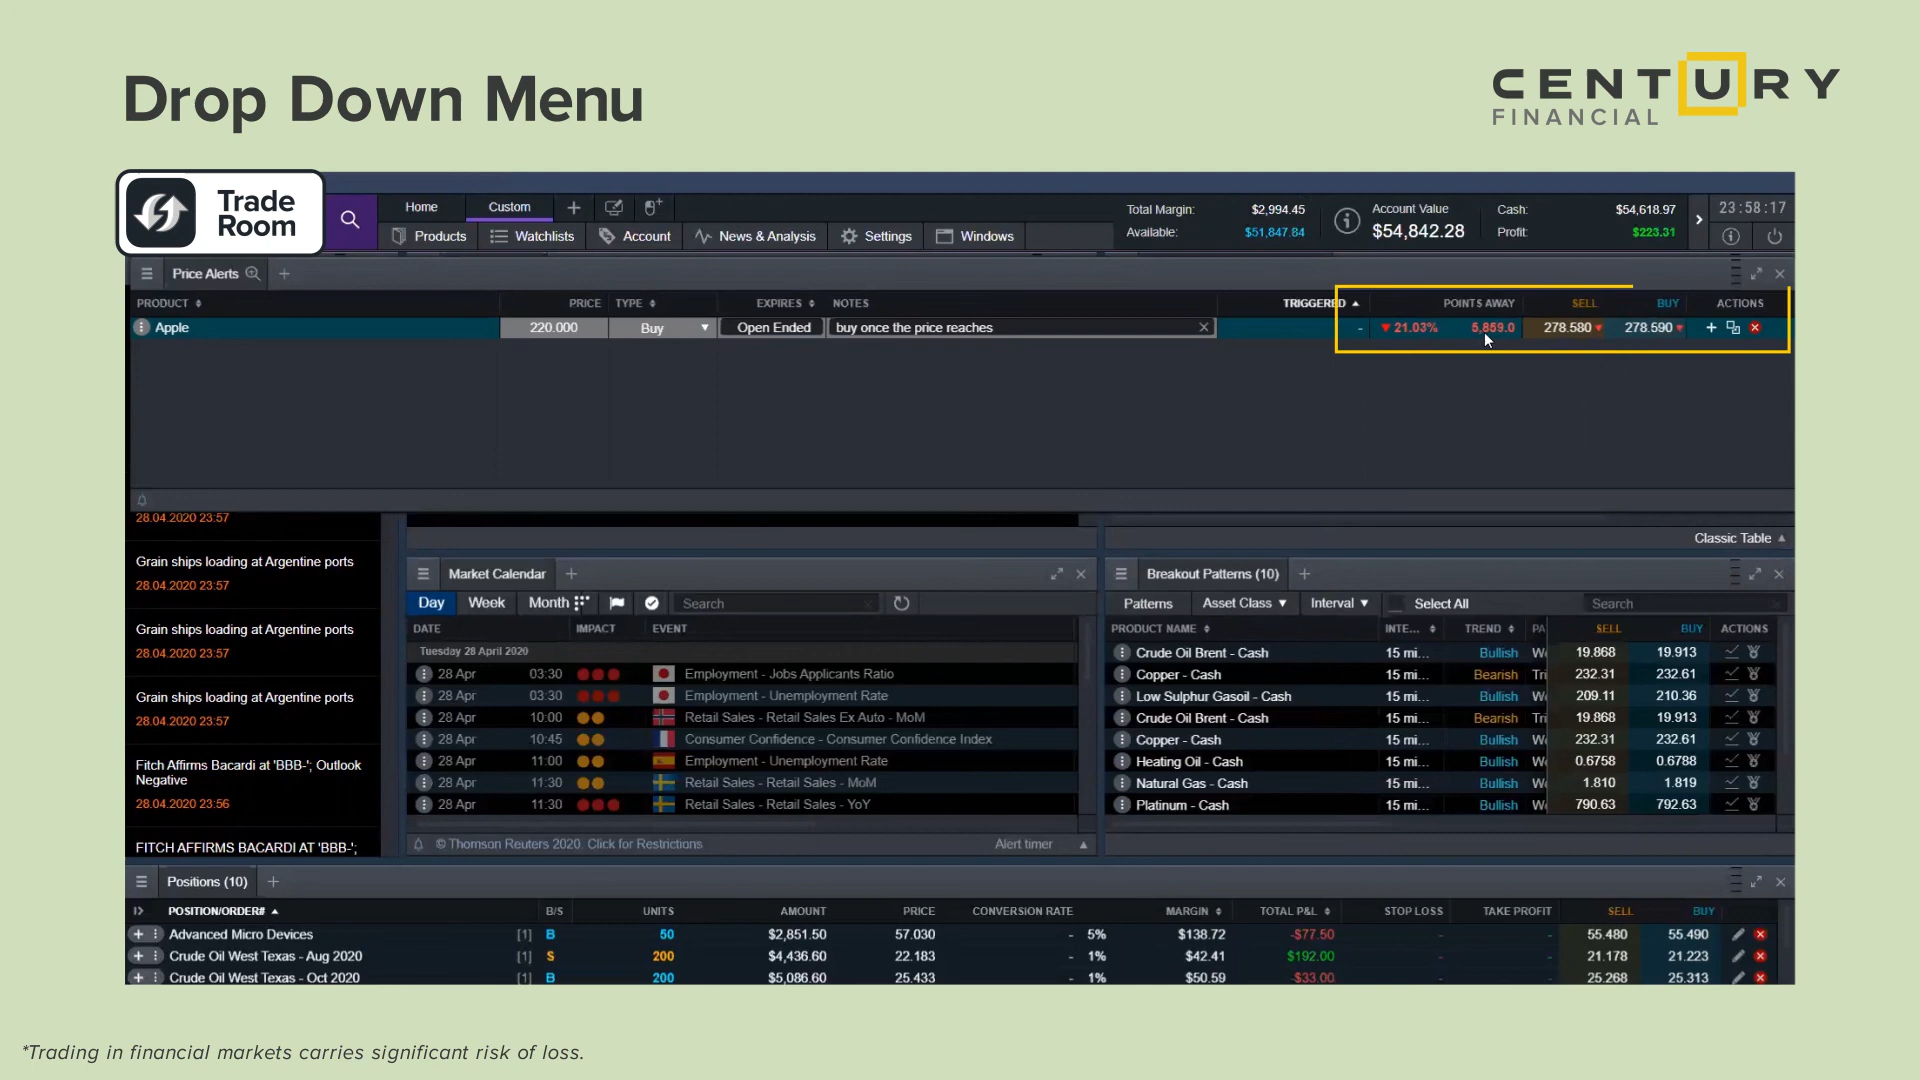 Drop Down Menu
CENTURY
FINANCIAL
Trade
Room
Home Custom
Products Watchlists Account News & Analysis Settings Windows
Total Margin: $2,994.45
Available: $51,847.84
Account Value
$54,842.28
Cash: $54,618.97
Profit: $223.31
23:58:17
Price Alerts
PRODUCT PRICE TYPE EXPIRES NOTES TRIGGERED POINTS AWAY SELL BUY ACTIONS
Apple 220.000 Buy Open Ended buy once the price reaches - 21.03% 5,859.0 278.580 278.590
28.04.2020 23:57
Grain ships loading at Argentine ports
28.04.2020 23:57
Grain ships loading at Argentine ports
28.04.2020 23:57
Grain ships loading at Argentine ports
28.04.2020 23:57
Fitch Affirms Bacardi at 'BBB-'; Outlook
Negative
28.04.2020 23:56
FITCH AFFIRMS BACARDI AT 'BBB-';
Market Calendar
Day Week Month Search
DATE IMPACT EVENT
Tuesday 28 April 2020
28 Apr 03:30 Employment - Jobs Applicants Ratio
28 Apr 03:30 Employment - Unemployment Rate
28 Apr 10:00 Retail Sales - Retail Sales Ex Auto - MoM
28 Apr 10:45 Consumer Confidence - Consumer Confidence Index
28 Apr 11:00 Employment - Unemployment Rate
28 Apr 11:30 Retail Sales - Retail Sales - MoM
28 Apr 11:30 Retail Sales - Retail Sales - YoY
© Thomson Reuters 2020. Click for Restrictions Alert timer
Classic Table
Breakout Patterns (10)
Patterns Asset Class Interval Select All Search
PRODUCT NAME INTE... TREND PA SELL BUY ACTIONS
Crude Oil Brent - Cash 15 mi... Bullish We 19.868 19.913
Copper - Cash 15 mi... Bearish Tri 232.31 232.61
Low Sulphur Gasoil - Cash 15 mi... Bullish We 209.11 210.36
Crude Oil Brent - Cash 15 mi... Bearish Tri 19.868 19.913
Copper - Cash 15 mi... Bullish We 232.31 232.61
Heating Oil - Cash 15 mi... Bullish We 0.6758 0.6788
Natural Gas - Cash 15 mi... Bullish We 1.810 1.819
Platinum - Cash 15 mi... Bullish We 790.63 792.63
Positions (10)
POSITION/ORDER# B/S UNITS AMOUNT PRICE CONVERSION RATE MARGIN TOTAL P&L STOP LOSS TAKE PROFIT SELL BUY
Advanced Micro Devices [1] B 50 $2,851.50 57.030 - 5% $138.72 -$77.50 - - 55.480 55.490
Crude Oil West Texas - Aug 2020 [1] S 200 $4,436.60 22.183 - 1% $42.41 $192.00 - - 21.178 21.223
Crude Oil West Texas - Oct 2020 [1] B 200 $5,086.60 25.433 - 1% $50.59 -$33.00 - - 25.268 25.313
*Trading in financial markets carries significant risk of loss.